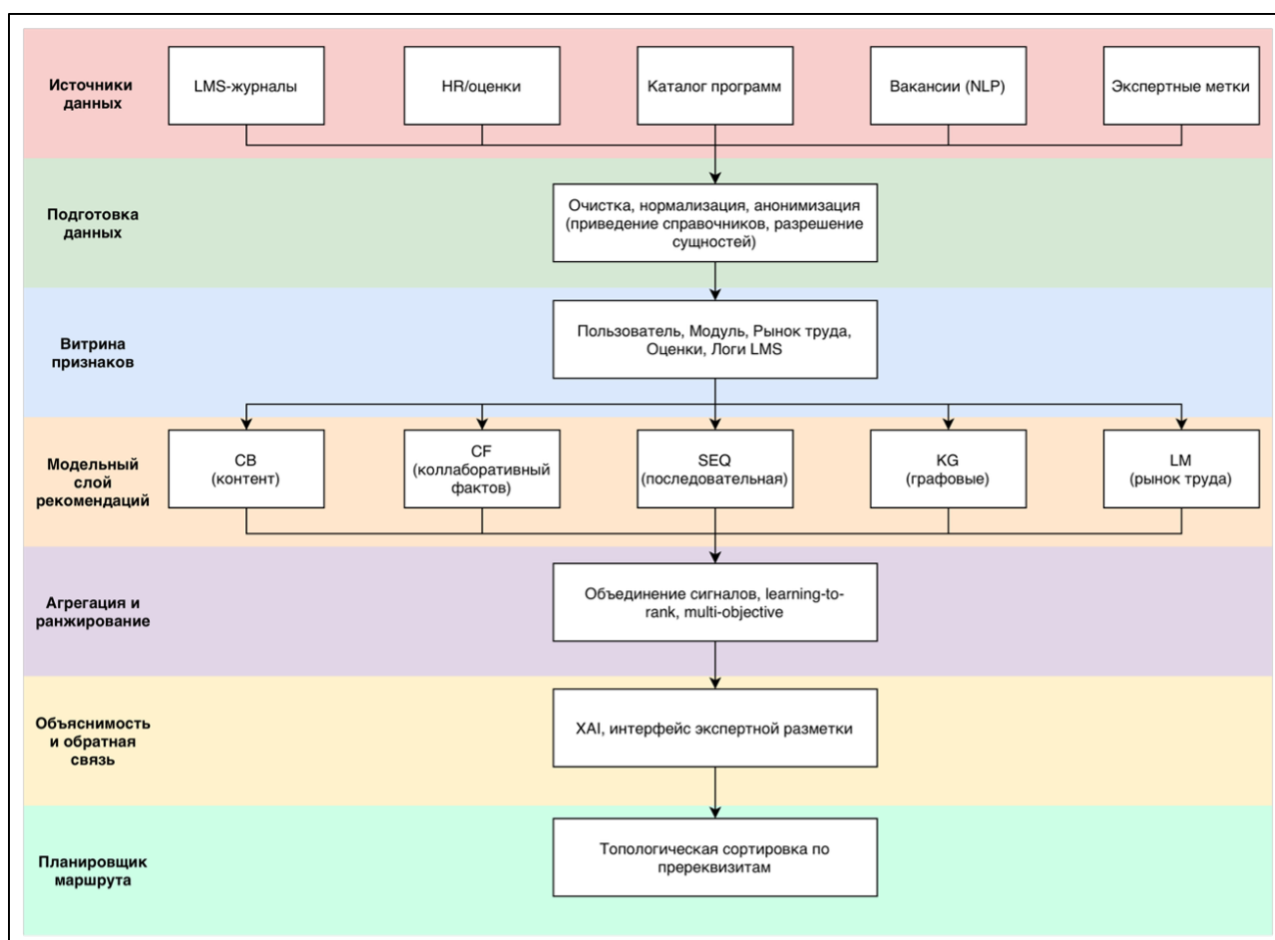 Источники
данных
LMS-журналы
HR/оценки
Каталог программ
Вакансии (NLP)
Экспертные метки
Подготовка
данных
Очистка, нормализация, анонимизация
(приведение справочников, разрешение
сущностей)
Витрина
признаков
Пользователь, Модуль, Рынок труда,
Оценки, Логи LMS
Модельный
слой
рекомендаций
CB
(контент)
CF
(коллаборативный
фактов)
SEQ
(последовательная)
KG
(графовые)
LM
(рынок труда)
Агрегация и
ранжирование
Объединение сигналов, learning-to-
rank, multi-objective
Объяснимость
и обратная
связь
XAI, интерфейс экспертной разметки
Планировщик
маршрута
Топологическая сортировка по
пререквизитам